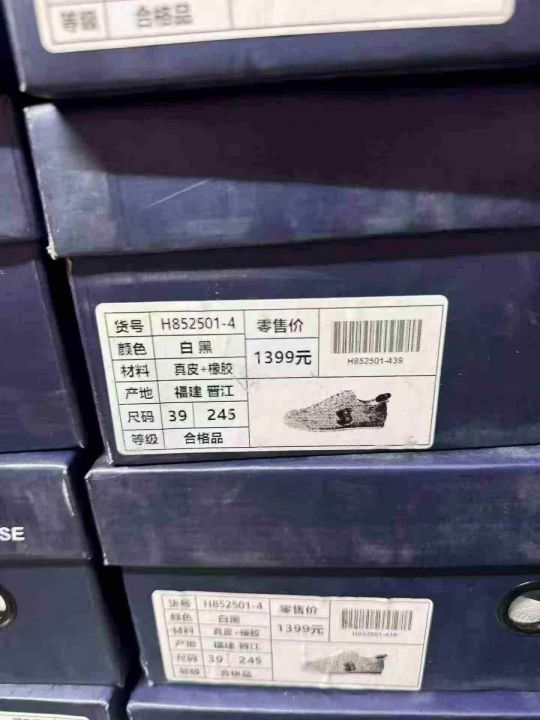 等级 合格品
货号 H852501-4 零售价
颜色 白 黑
材料 真皮+橡胶 1399元
H852501-439
产地 福建 晋江
尺码 39 245
等级 合格品
SE
货号 H852501-4 零售价
颜色 白 黑
材料 真皮+橡胶 1399元
H852501-439
产地 福建 晋江
尺码 39 245
等级 合格品